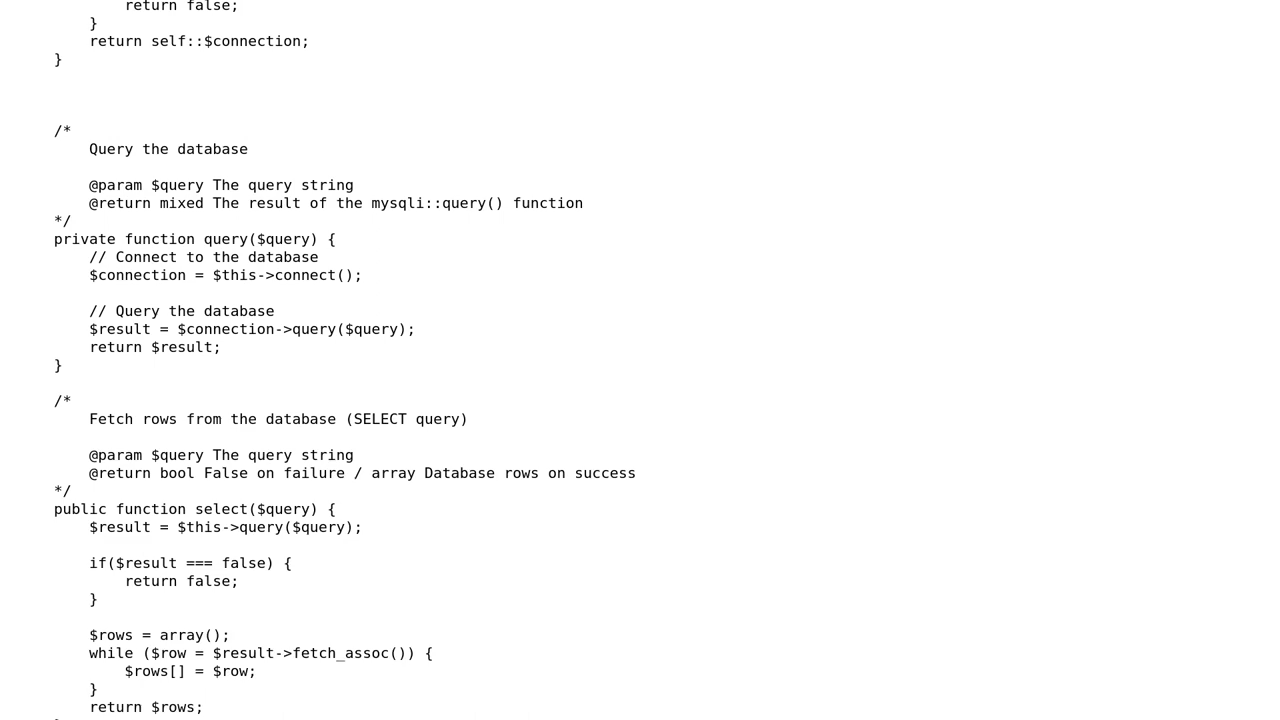 return false;
}
return self::$connection;
}
/*
Query the database
@param $query The query string
@return mixed The result of the mysqli::query() function
*/
private function query($query) {
// Connect to the database
$connection = $this->connect();
// Query the database
$result = $connection->query($query);
return $result;
}
/*
Fetch rows from the database (SELECT query)
@param $query The query string
@return bool False on failure / array Database rows on success
*/
public function select($query) {
$result = $this->query($query);
if($result === false) {
return false;
}
$rows = array();
while ($row = $result->fetch_assoc()) {
$rows[] = $row;
}
return $rows;